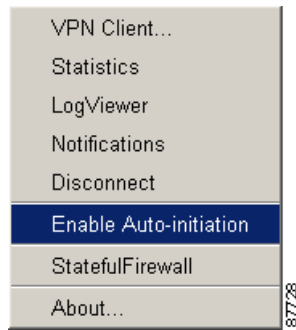 VPN Client...
Statistics
LogViewer
Notifications
Disconnect
Enable Auto-initiation
StatefulFirewall
About...
87728